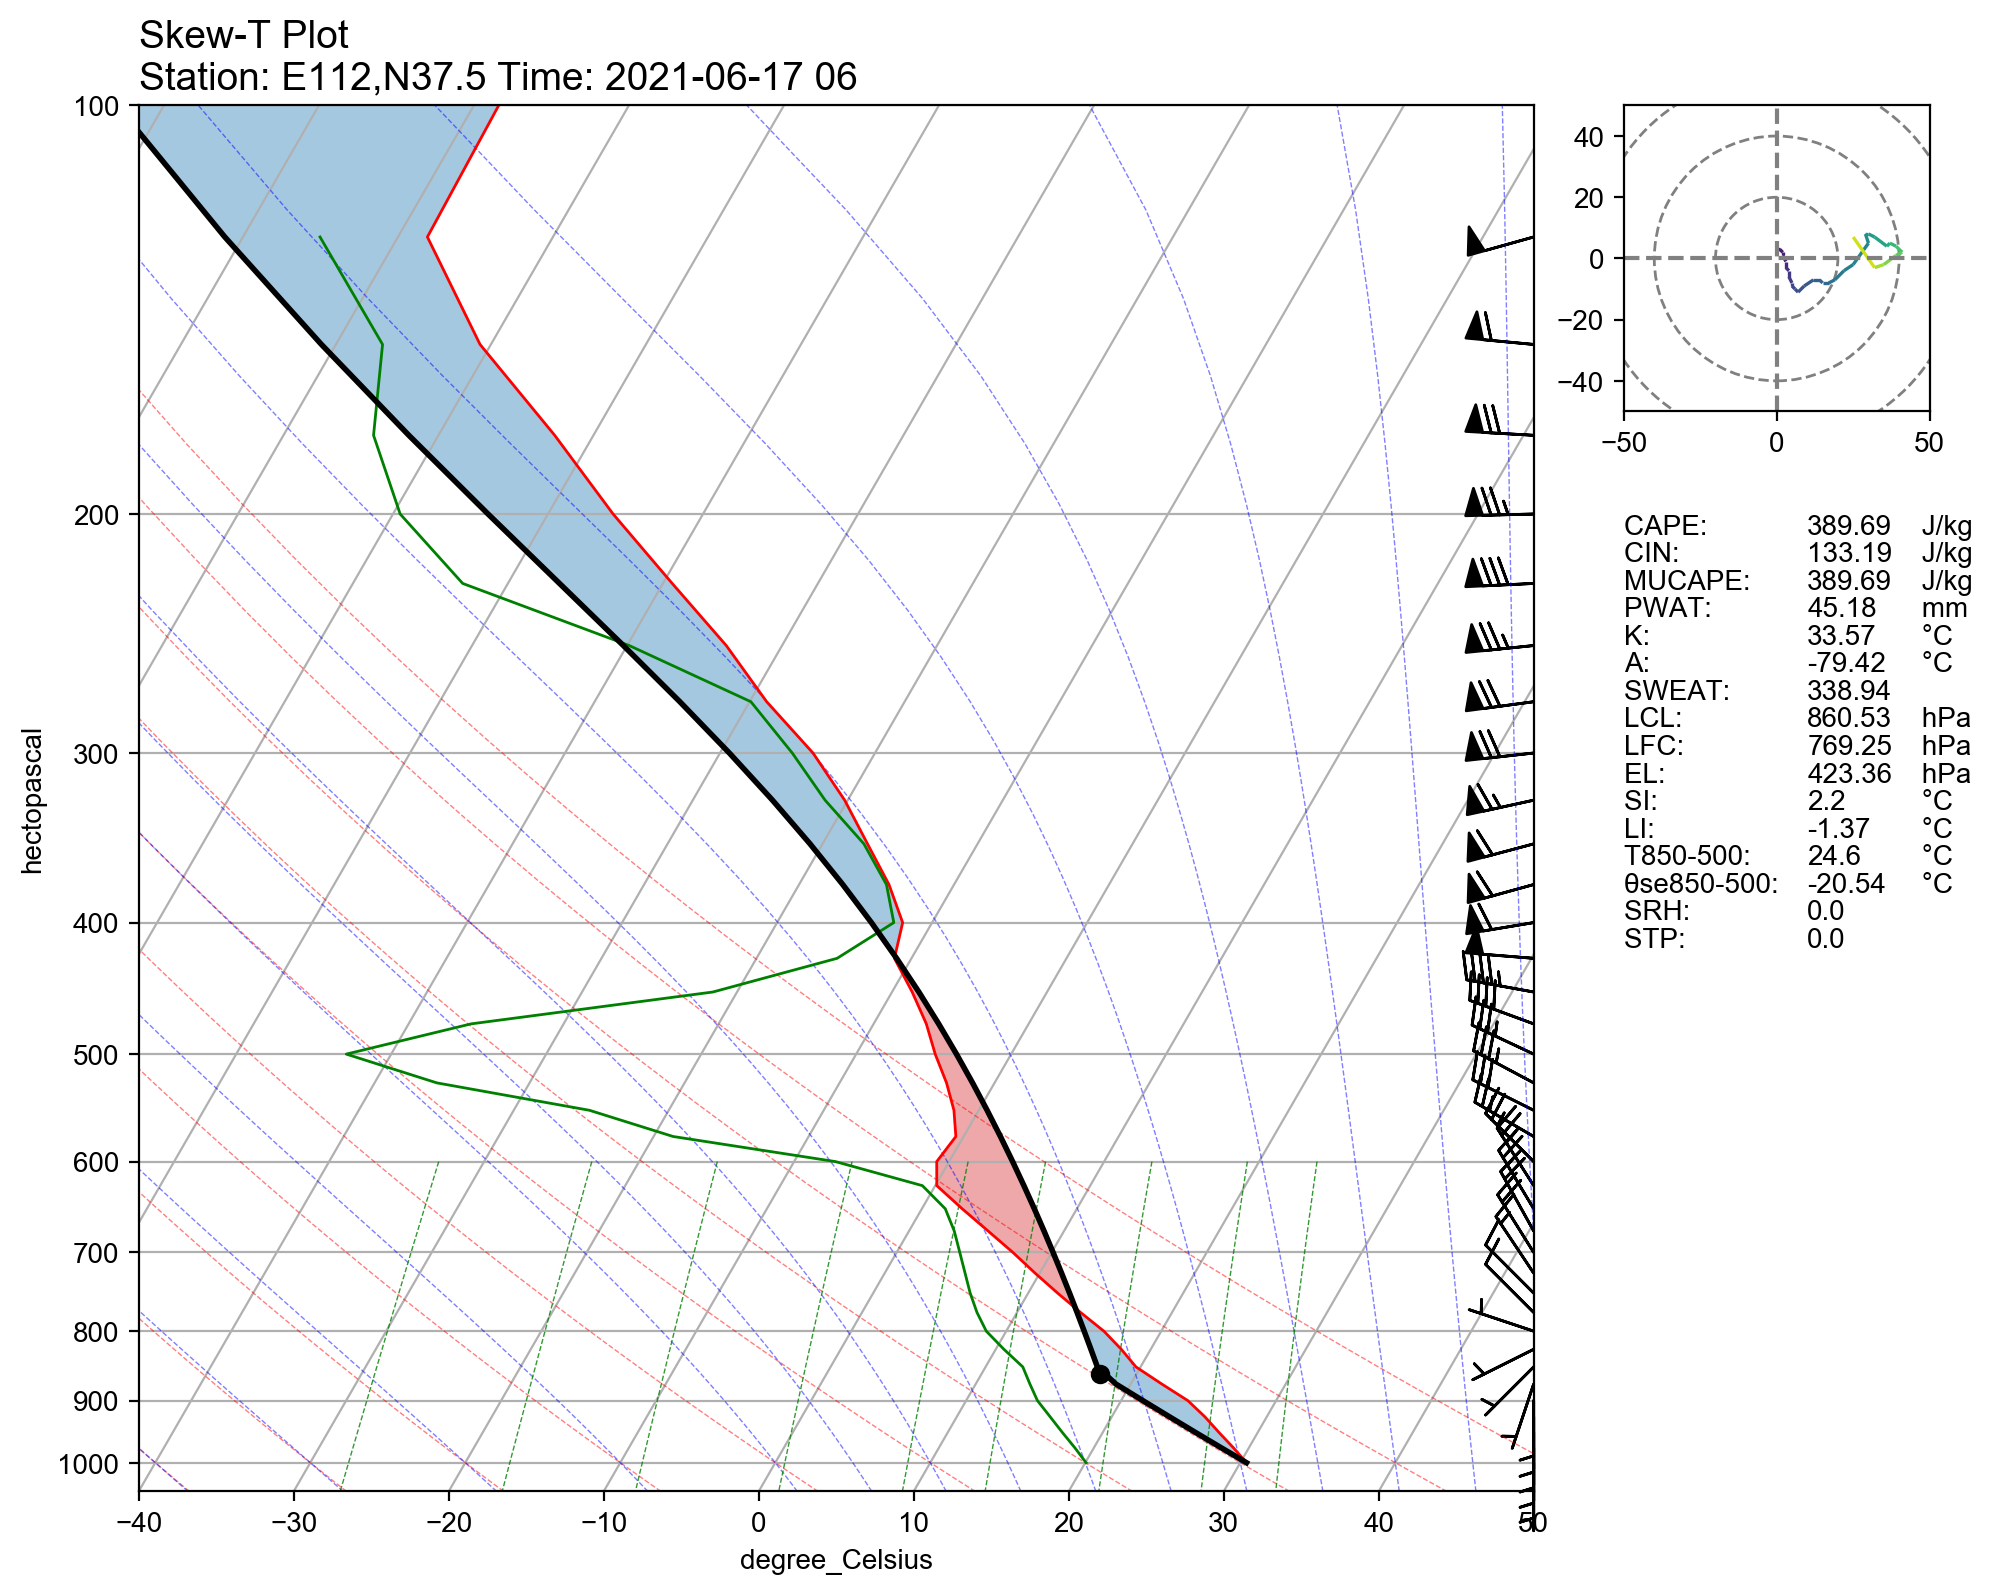 Skew-T Plot
Station: E112,N37.5 Time: 2021-06-17 06
100
200
300
400
500
600
700
800
900
1000
hectopascal
−40 −30 −20 −10 0 10 20 30 40 50
degree_Celsius
40
20
0
−20
−40
−50 0 50
CAPE: 389.69 J/kg
CIN: 133.19 J/kg
MUCAPE: 389.69 J/kg
PWAT: 45.18 mm
K: 33.57 °C
A: -79.42 °C
SWEAT: 338.94
LCL: 860.53 hPa
LFC: 769.25 hPa
EL: 423.36 hPa
SI: 2.2 °C
LI: -1.37 °C
T850-500: 24.6 °C
θse850-500: -20.54 °C
SRH: 0.0
STP: 0.0